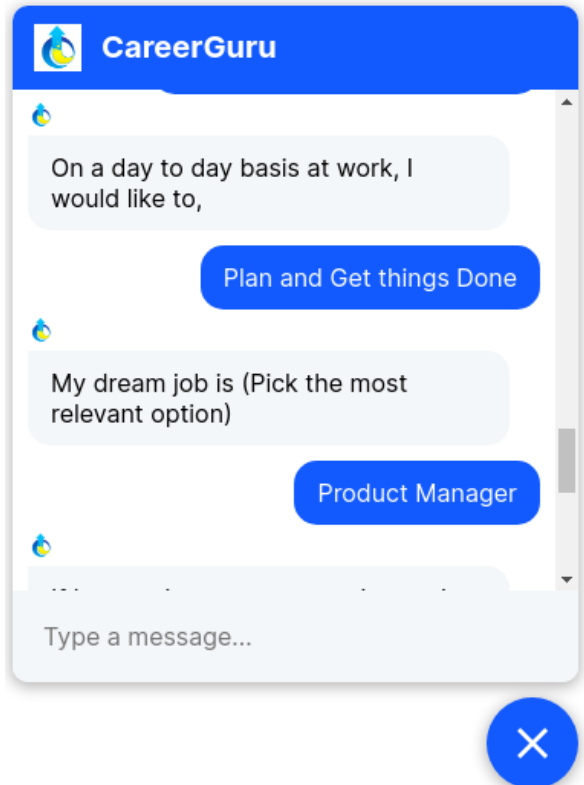 CareerGuru
On a day to day basis at work, I
would like to,
Plan and Get things Done
My dream job is (Pick the most
relevant option)
Product Manager
Type a message...